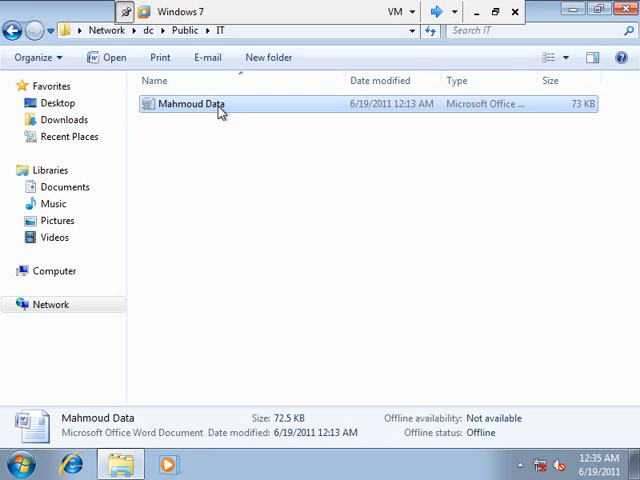 Windows 7
VM
Network
dc
Public
IT
Search IT
Organize
Open
Print
E-mail
New folder
Name
Date modified
Type
Size
Favorites
Mahmoud Data
6/19/2011 12:13 AM
Microsoft Office ...
73 KB
Desktop
Downloads
Recent Places
Libraries
Documents
Music
Pictures
Videos
Computer
Network
Mahmoud Data
Size: 72.5 KB
Offline availability: Not available
Microsoft Office Word Document
Date modified: 6/19/2011 12:13 AM
Offline status: Offline
12:35 AM
6/19/2011